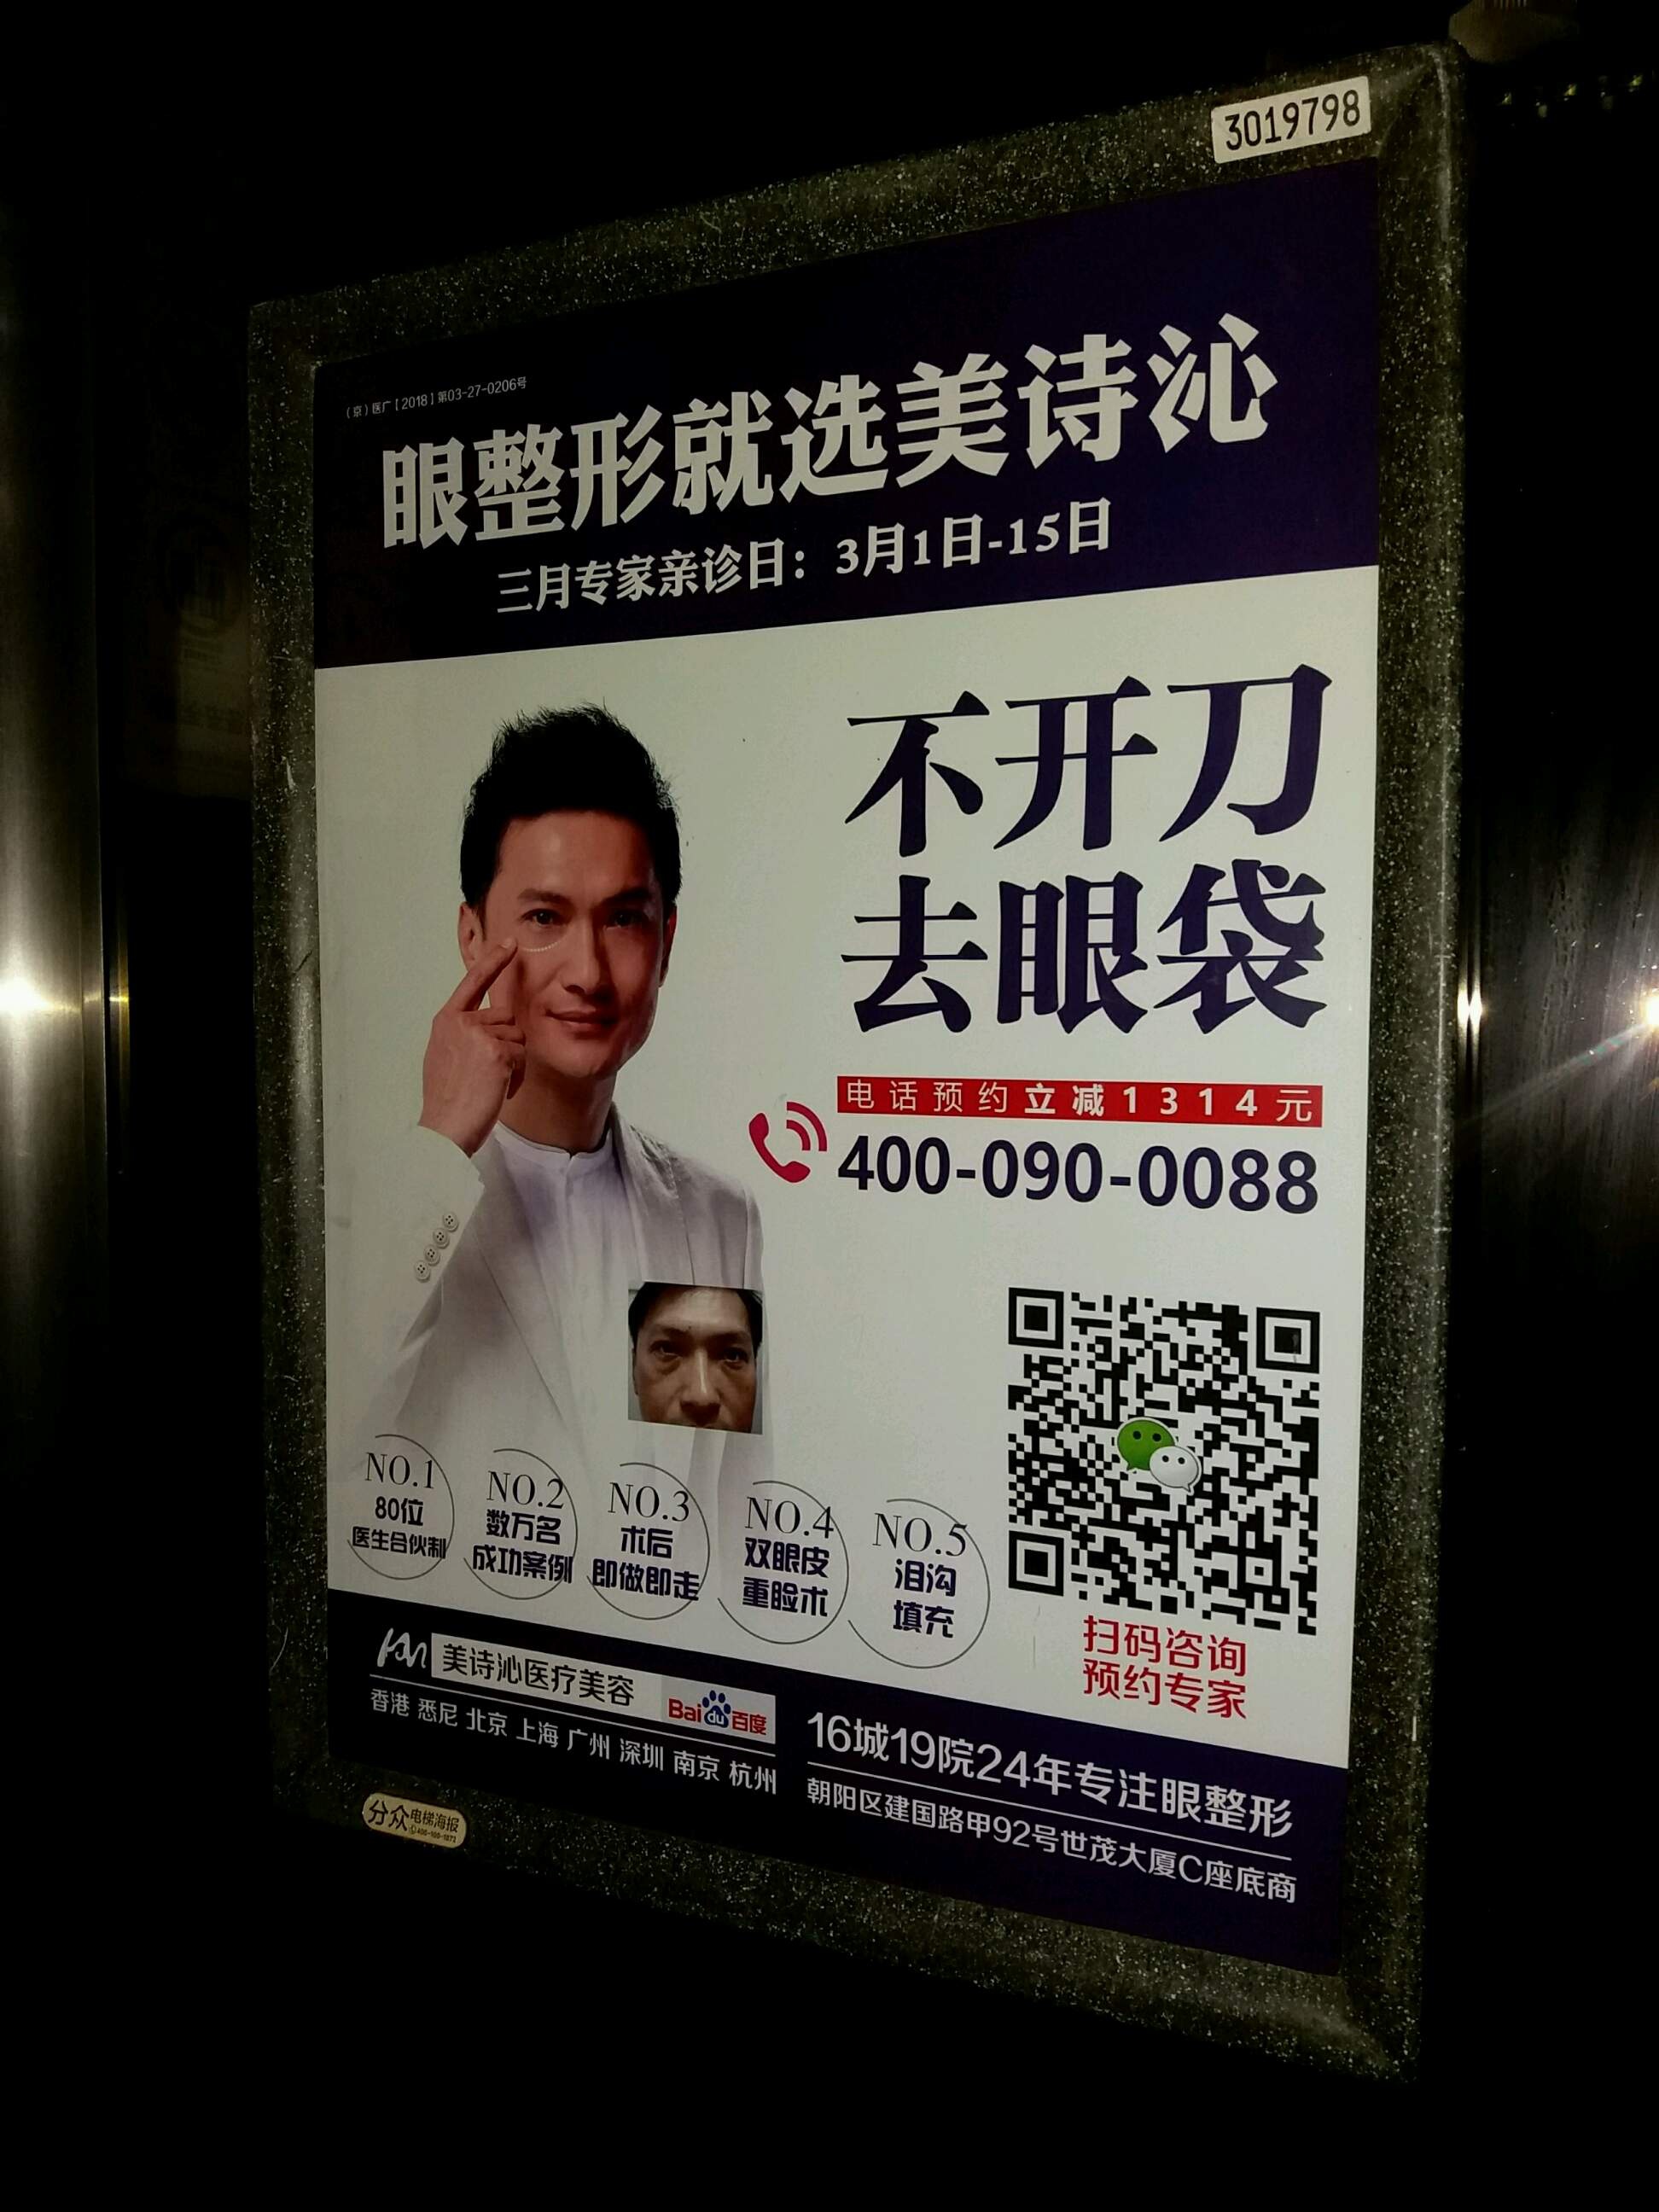 3019798
（京）医广【2018】第03-27-0206号
眼整形就选美诗沁
三月专家亲诊日：3月1日-15日
不开刀
去眼袋
电话预约立减1314元
400-090-0088
NO.1
80位
医生合伙制
NO.2
数万名
成功案例
NO.3
术后
即做即走
NO.4
双眼皮
重睑术
NO.5
泪沟
填充
扫码咨询
预约专家
美诗沁医疗美容
Bai du 百度
香港 悉尼 北京 上海 广州 深圳 南京 杭州
16城19院24年专注眼整形
朝阳区建国路甲92号世茂大厦C座底商
分众 电梯海报